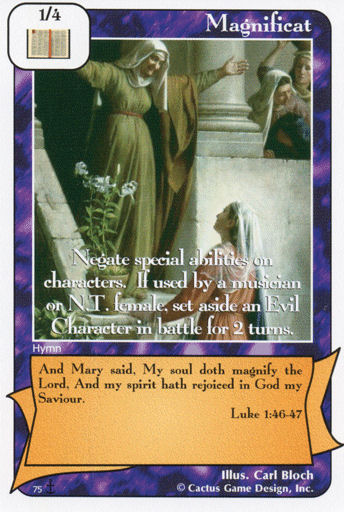 1/4
Magnificat
Negate special abilities on
characters. If used by a musician
or N.T. female, set aside an Evil
Character in battle for 2 turns.
Hymn
And Mary said, My soul doth magnify the
Lord, And my spirit hath rejoiced in God my
Saviour.
Luke 1:46-47
Illus. Carl Bloch
75
© Cactus Game Design, Inc.